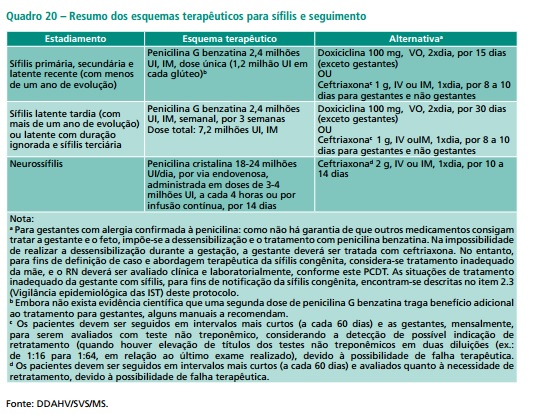 Quadro 20 – Resumo dos esquemas terapêuticos para sífilis e seguimento
Estadiamento
Esquema terapêutico
Alternativaᵃ
Sífilis primária, secundária e
latente recente (com menos
de um ano de evolução)
Penicilina G benzatina 2,4 milhões
UI, IM, dose única (1,2 milhão UI em
cada glúteo)ᵇ
Doxiciclina 100 mg, VO, 2xdia, por 15 dias
(exceto gestantes)
OU
Ceftriaxonaᶜ 1 g, IV ou IM, 1xdia, por 8 a 10
dias para gestantes e não gestantes
Sífilis latente tardia (com
mais de um ano de evolução)
ou latente com duração
ignorada e sífilis terciária
Penicilina G benzatina 2,4 milhões
UI, IM, semanal, por 3 semanas
Dose total: 7,2 milhões UI, IM
Doxiciclina 100 mg, VO, 2xdia, por 30 dias
(exceto gestantes)
OU
Ceftriaxonaᶜ 1 g, IV ouIM, 1xdia, por 8 a 10
dias para gestantes e não gestantes
Neurossífilis
Penicilina cristalina 18-24 milhões
UI/dia, por via endovenosa,
administrada em doses de 3-4
milhões UI, a cada 4 horas ou por
infusão contínua, por 14 dias
Ceftriaxonaᵈ 2 g, IV ou IM, 1xdia, por 10 a
14 dias
Nota:
ᵃ Para gestantes com alergia confirmada à penicilina: como não há garantia de que outros medicamentos consigam
tratar a gestante e o feto, impõe-se a dessensibilização e o tratamento com penicilina benzatina. Na impossibilidade
de realizar a dessensibilização durante a gestação, a gestante deverá ser tratada com ceftriaxona. No entanto,
para fins de definição de caso e abordagem terapêutica da sífilis congênita, considera-se tratamento inadequado
da mãe, e o RN deverá ser avaliado clínica e laboratorialmente, conforme este PCDT. As situações de tratamento
inadequado da gestante com sífilis, para fins de notificação da sífilis congênita, encontram-se descritas no item 2.3
(Vigilância epidemiológica das IST) deste protocolo.
ᵇ Embora não exista evidência científica que uma segunda dose de penicilina G benzatina traga benefício adicional
ao tratamento para gestantes, alguns manuais a recomendam.
ᶜ Os pacientes devem ser seguidos em intervalos mais curtos (a cada 60 dias) e as gestantes, mensalmente,
para serem avaliados com teste não treponêmico, considerando a detecção de possível indicação de
retratamento (quando houver elevação de títulos dos testes não treponêmicos em duas diluições (ex.:
de 1:16 para 1:64, em relação ao último exame realizado), devido à possibilidade de falha terapêutica.
ᵈ Os pacientes devem ser seguidos em intervalos mais curtos (a cada 60 dias) e avaliados quanto à necessidade de
retratamento, devido à possibilidade de falha terapêutica.
Fonte: DDAHV/SVS/MS.